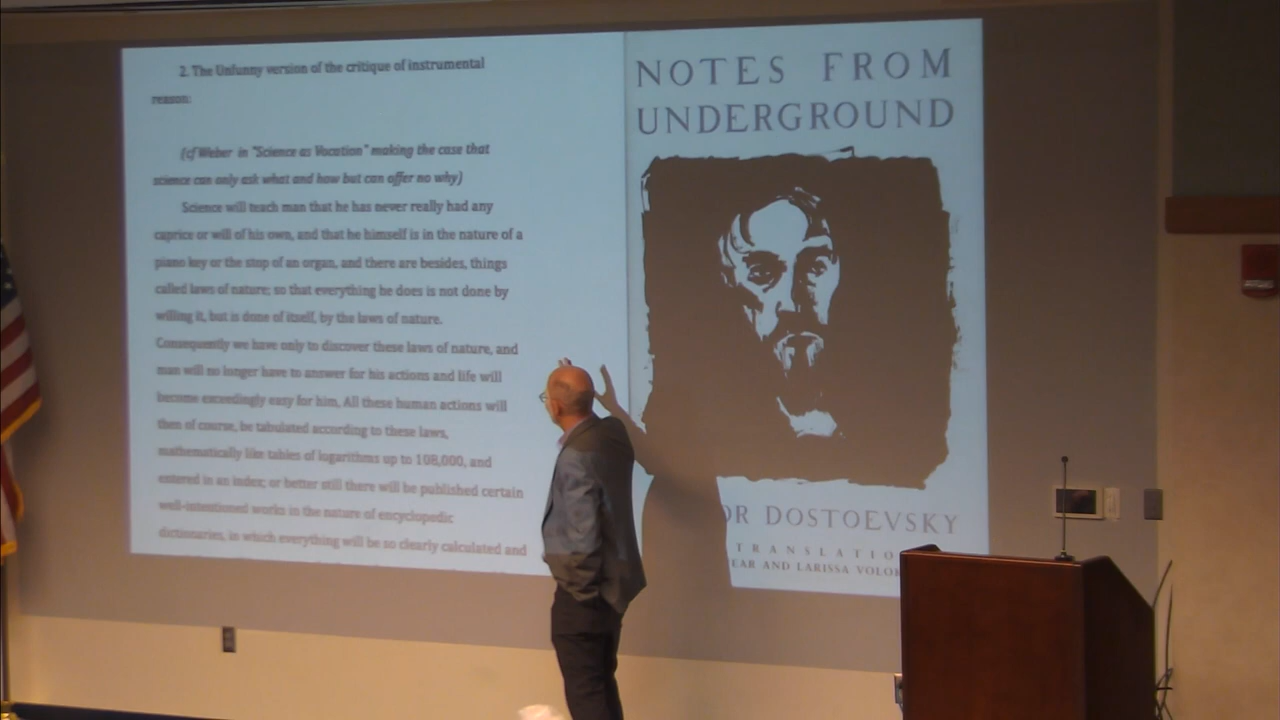 2. The Unfunny version of the critique of instrumental
reason:
(cf Weber in "Science as Vocation" making the case that
science can only ask what and how but can offer no why)
Science will teach man that he has never really had any
caprice or will of his own, and that he himself is in the nature of a
piano key or the stop of an organ, and there are besides, things
called laws of nature; so that everything he does is not done by
willing it, but is done of itself, by the laws of nature.
Consequently we have only to discover these laws of nature, and
man will no longer have to answer for his actions and life will
become exceedingly easy for him. All these human actions will
then of course, be tabulated according to these laws,
mathematically like tables of logarithms up to 108,000, and
entered in an index; or better still there will be published certain
well-intentioned works in the nature of encyclopedic
dictionaries, in which everything will be so clearly calculated and
NOTES FROM
UNDERGROUND
OR DOSTOEVSKY
TRANSLATIO
EAR AND LARISSA VOLO